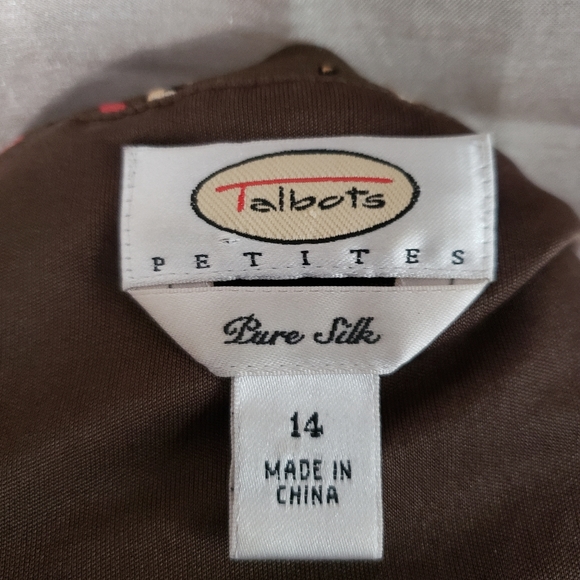 Talbots
PETITES
Pure Silk
14
MADE IN
CHINA